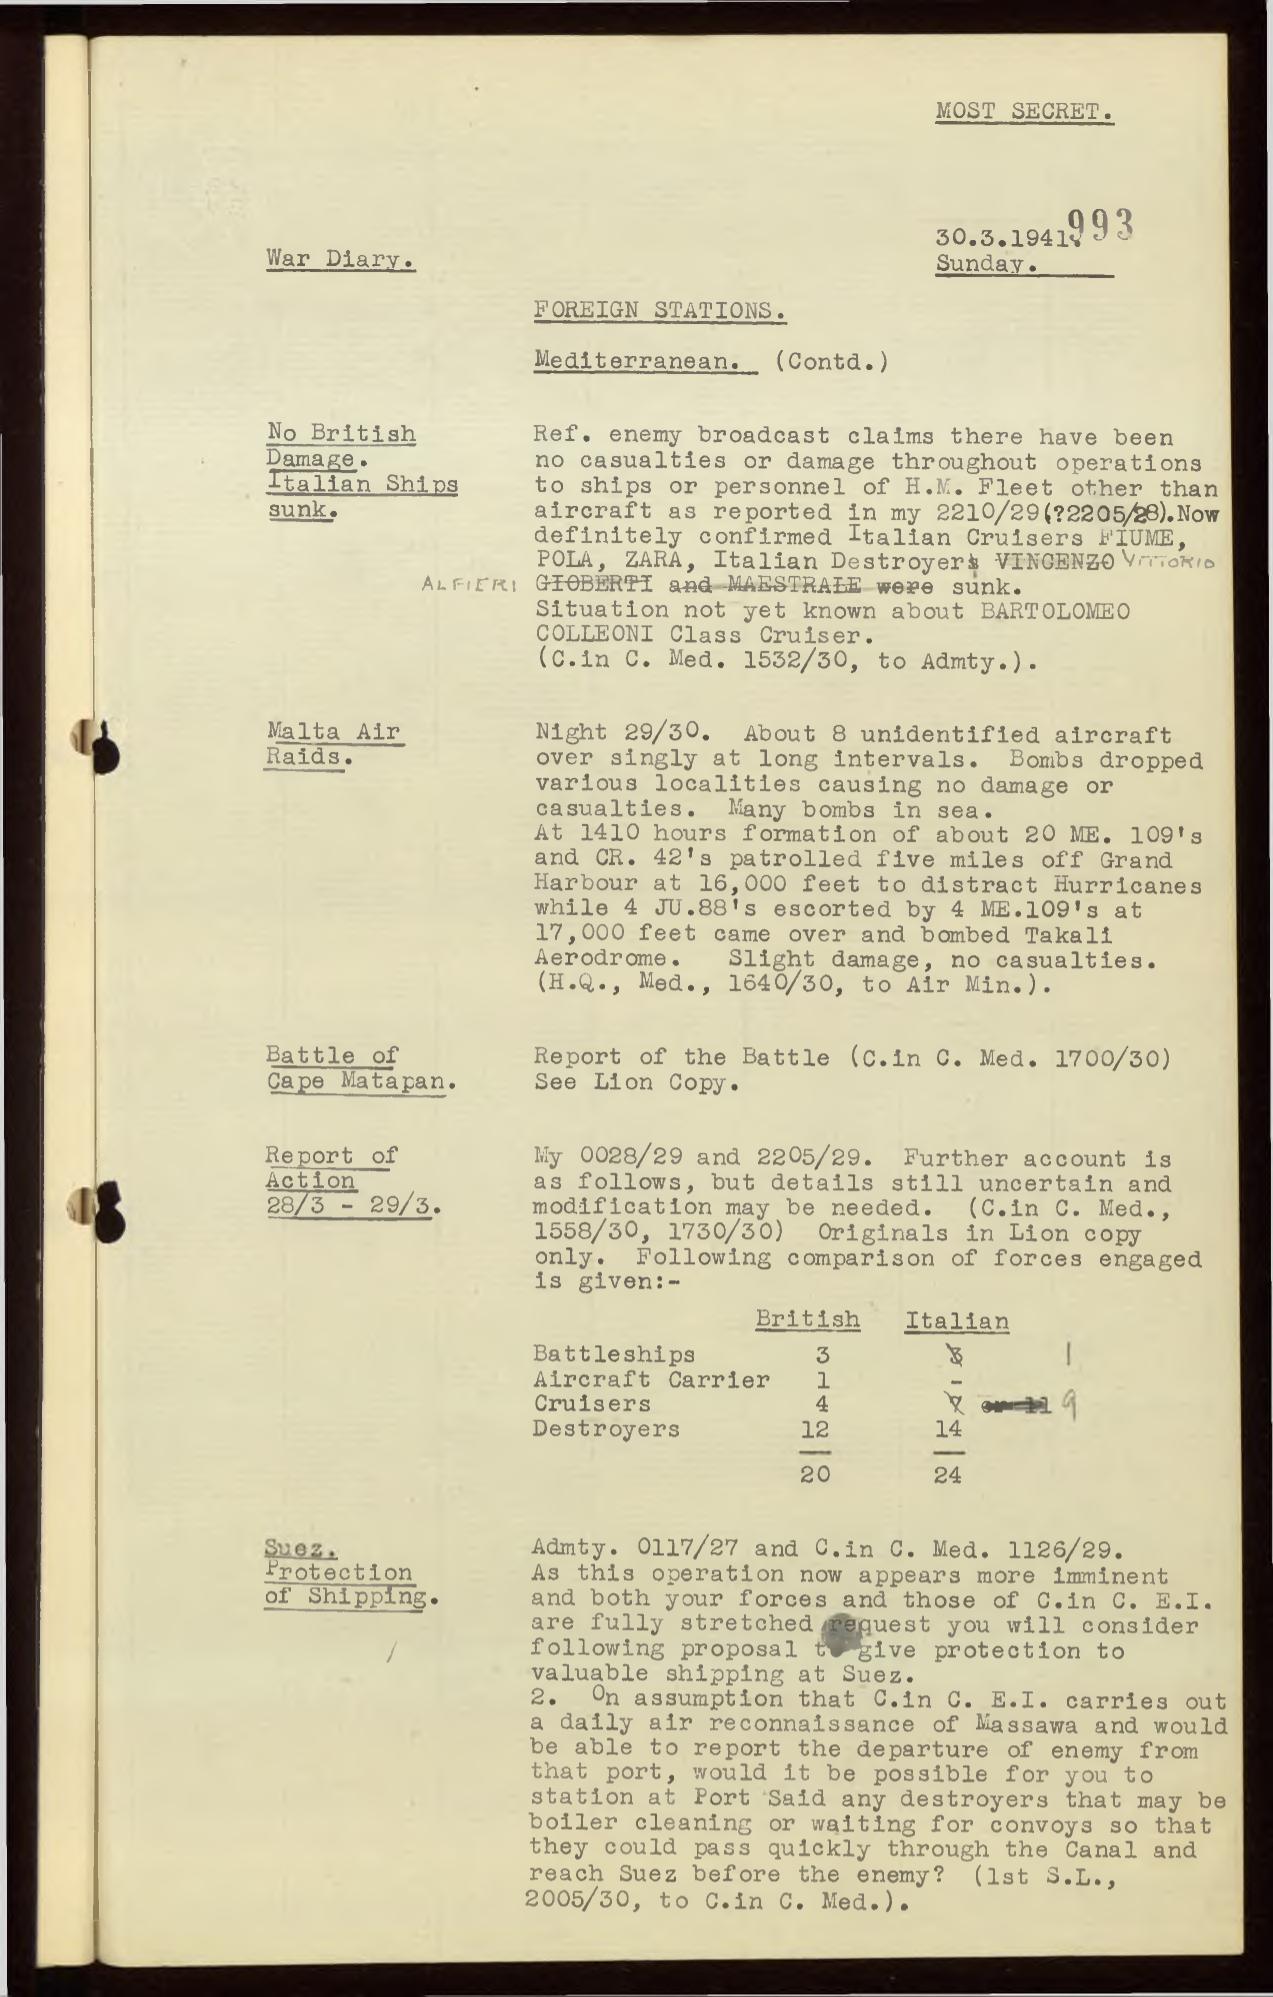 MOST SECRET.
993
30.3.1941.
War Diary.
Sunday.
FOREIGN STATIONS.
Mediterranean. (Contd.)
No British
Damage.
Italian Ships
sunk.
Ref. enemy broadcast claims there have been
no casualties or damage throughout operations
to ships or personnel of H.M. Fleet other than
aircraft as reported in my 2210/29(?2205/28).Now
definitely confirmed Italian Cruisers FIUME,
POLA, ZARA, Italian Destroyers VINCENZO VITTORIO
ALFIERI GIOBERTI and MAESTRALE were sunk.
Situation not yet known about BARTOLOMEO
COLLEONI Class Cruiser.
(C.in C. Med. 1532/30, to Admty.).
Malta Air
Raids.
Night 29/30. About 8 unidentified aircraft
over singly at long intervals. Bombs dropped
various localities causing no damage or
casualties. Many bombs in sea.
At 1410 hours formation of about 20 ME. 109's
and CR. 42's patrolled five miles off Grand
Harbour at 16,000 feet to distract Hurricanes
while 4 JU.88's escorted by 4 ME.109's at
17,000 feet came over and bombed Takali
Aerodrome. Slight damage, no casualties.
(H.Q., Med., 1640/30, to Air Min.).
Battle of
Cape Matapan.
Report of the Battle (C.in C. Med. 1700/30)
See Lion Copy.
Report of
Action
28/3 - 29/3.
My 0028/29 and 2205/29. Further account is
as follows, but details still uncertain and
modification may be needed. (C.in C. Med.,
1558/30, 1730/30) Originals in Lion copy
only. Following comparison of forces engaged
is given:-
British Italian
Battleships 3 3 1
Aircraft Carrier 1 -
Cruisers 4 7 or 11 9
Destroyers 12 14
20 24
Suez.
Protection
of Shipping.
Admty. 0117/27 and C.in C. Med. 1126/29.
As this operation now appears more imminent
and both your forces and those of C.in C. E.I.
are fully stretched request you will consider
following proposal to give protection to
valuable shipping at Suez.
2. On assumption that C.in C. E.I. carries out
a daily air reconnaissance of Massawa and would
be able to report the departure of enemy from
that port, would it be possible for you to
station at Port Said any destroyers that may be
boiler cleaning or waiting for convoys so that
they could pass quickly through the Canal and
reach Suez before the enemy? (1st S.L.,
2005/30, to C.in C. Med.).